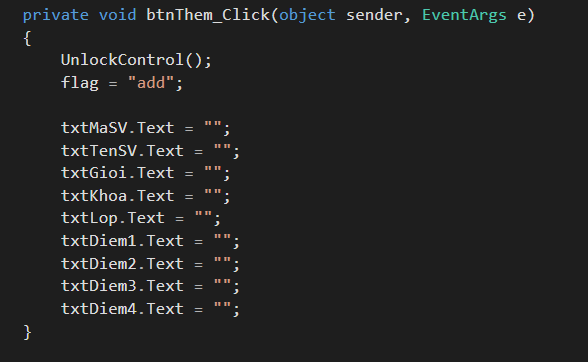 private void btnThem_Click(object sender, EventArgs e)
{
UnlockControl();
flag = "add";
txtMaSV.Text = "";
txtTenSV.Text = "";
txtGioi.Text = "";
txtKhoa.Text = "";
txtLop.Text = "";
txtDiem1.Text = "";
txtDiem2.Text = "";
txtDiem3.Text = "";
txtDiem4.Text = "";
}